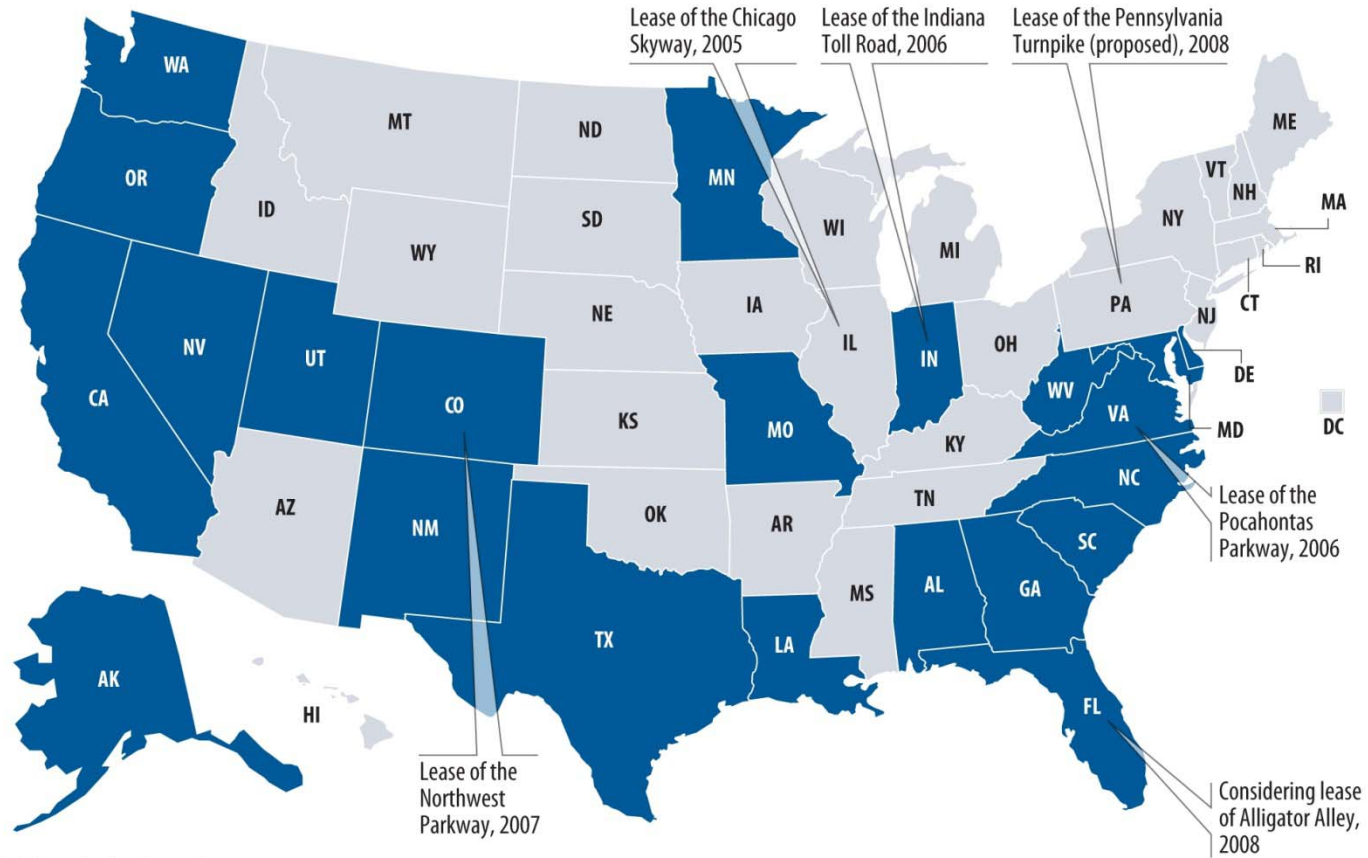 Lease of the Chicago
Skyway, 2005
Lease of the Indiana
Toll Road, 2006
Lease of the Pennsylvania
Turnpike (proposed), 2008
WA
MT
ND
MN
ME
OR
ID
SD
WI
VT
NH
NY
MA
WY
MI
RI
IA
PA
CT
NE
NJ
NV
UT
IL
IN
OH
DE
CA
CO
WV
KS
MO
VA
MD
DC
KY
NC
AZ
NM
OK
AR
TN
Lease of the
Pocahontas
Parkway, 2006
SC
MS
AL
GA
TX
LA
AK
HI
FL
Lease of the
Northwest
Parkway, 2007
Considering lease
of Alligator Alley,
2008